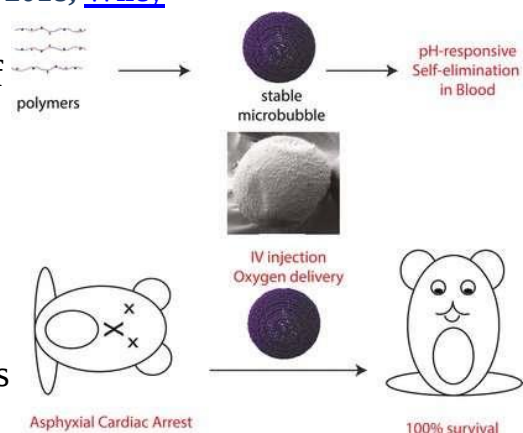 polymers
stable
microbubble
pH-responsive
Self-elimination
in Blood
IV injection
Oxygen delivery
Asphyxial Cardiac Arrest
100% survival